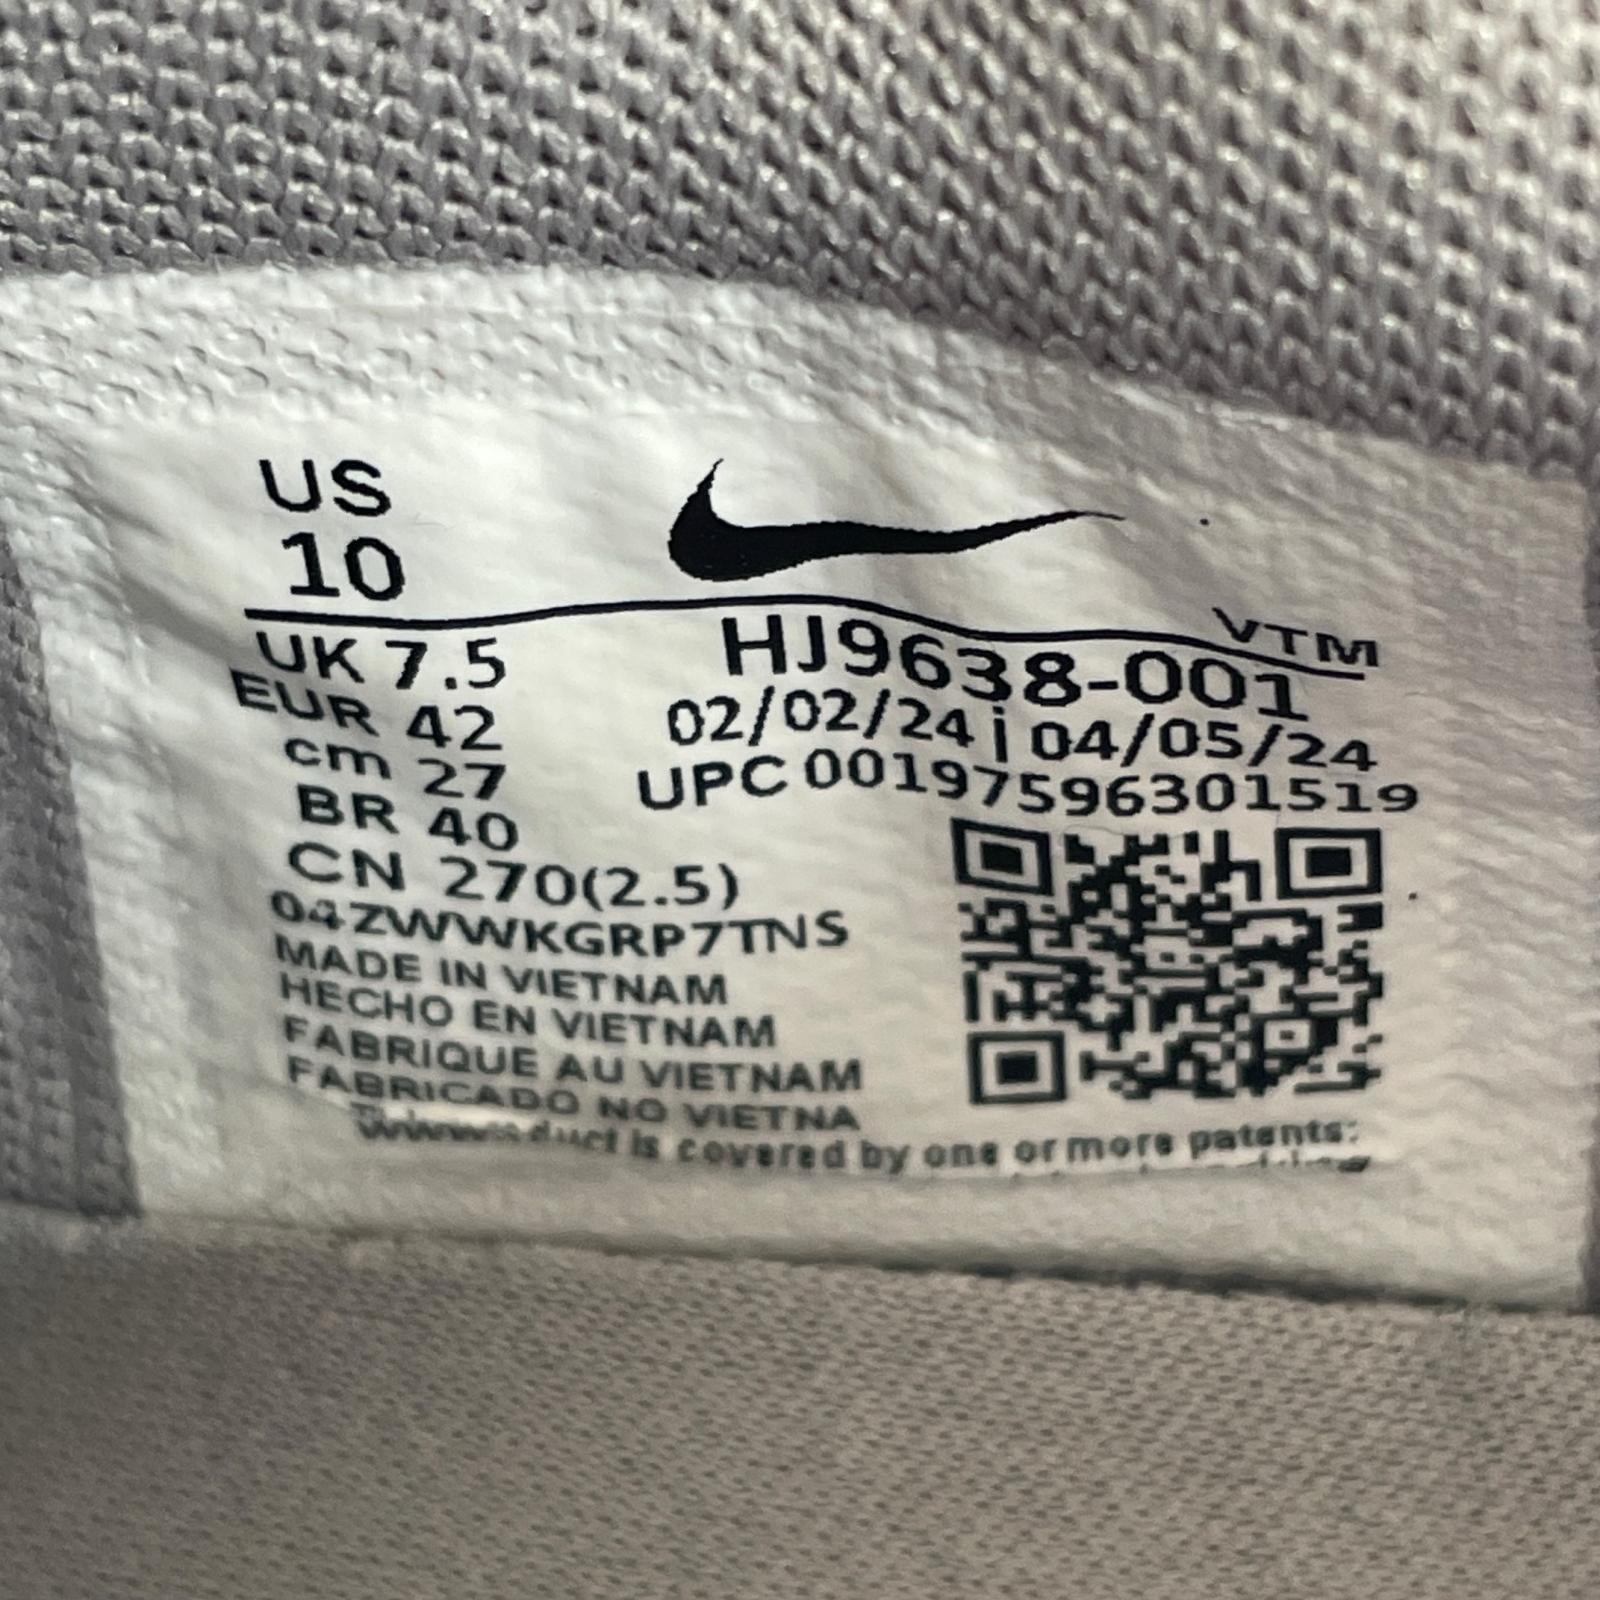 US
10
VTM
UK 7.5
HJ9638-001
EUR 42
02/02/24 i 04/05/24
cm 27
UPC 00197596301519
BR 40
CN 270(2.5)
04ZWWKGRP7TNS
MADE IN VIETNAM
HECHO EN VIETNAM
FABRIQUE AU VIETNAM
FABRICADO NO VIETNA
is covered by one or more patents: